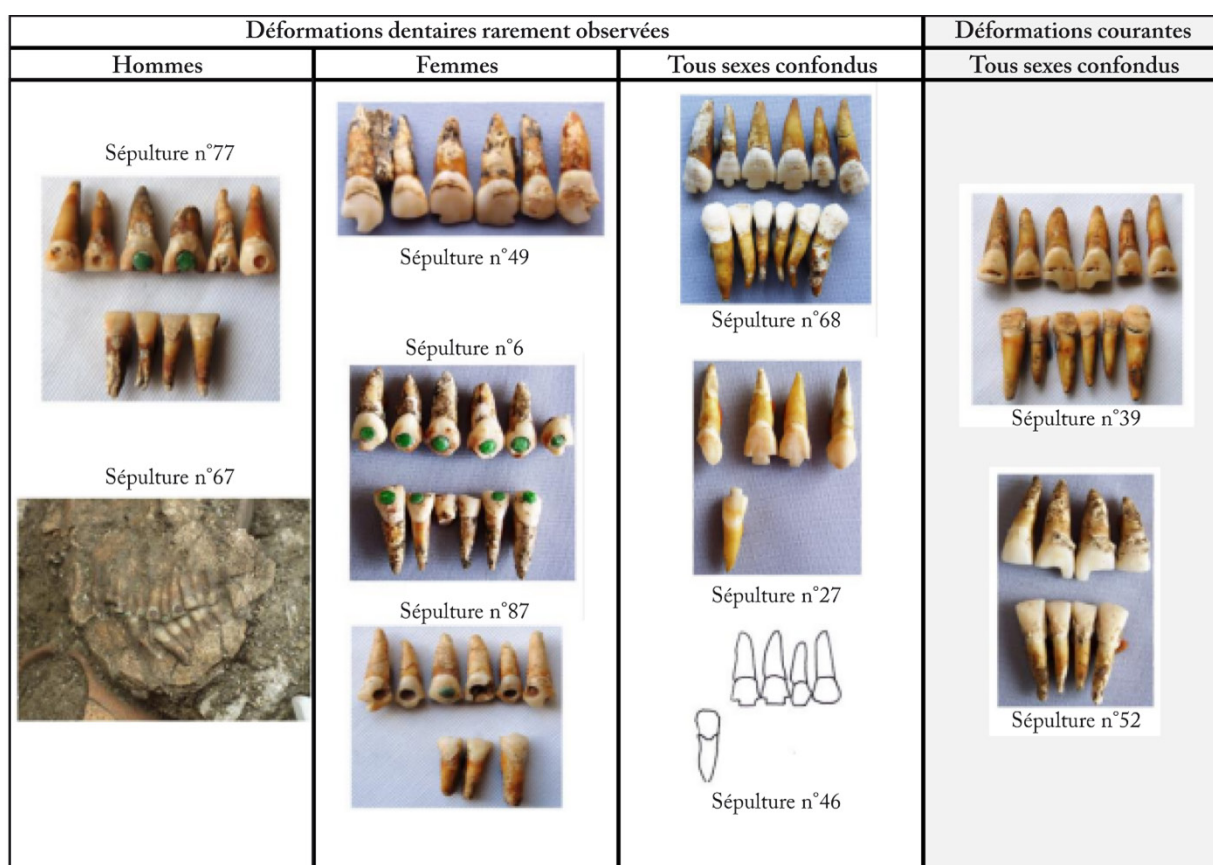 Déformations dentaires rarement observées
Déformations courantes
Hommes
Femmes
Tous sexes confondus
Tous sexes confondus
Sépulture n°77
Sépulture n°67
Sépulture n°49
Sépulture n°6
Sépulture n°87
Sépulture n°68
Sépulture n°27
Sépulture n°46
Sépulture n°39
Sépulture n°52